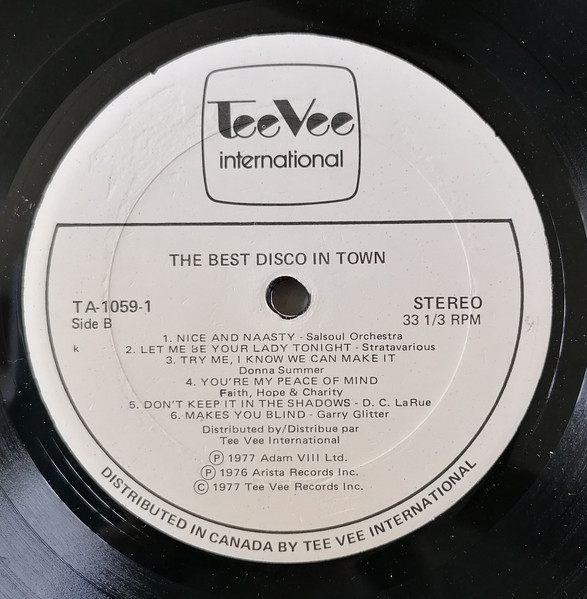 TeeVee
international
THE BEST DISCO IN TOWN
TA-1059-1
Side B
STEREO
33 1/3 RPM
k
1. NICE AND NAASTY - Salsoul Orchestra
2. LET ME BE YOUR LADY TONIGHT - Stratavarious
3. TRY ME, I KNOW WE CAN MAKE IT
Donna Summer
4. YOU'RE MY PEACE OF MIND
Faith, Hope & Charity
5. DON'T KEEP IT IN THE SHADOWS - D. C. LaRue
6. MAKES YOU BLIND - Garry Glitter
Distributed by/Distribue par
Tee Vee International
Ⓟ 1977 Adam VIII Ltd.
Ⓟ 1976 Arista Records Inc.
© 1977 Tee Vee Records Inc.
DISTRIBUTED IN CANADA BY TEE VEE INTERNATIONAL